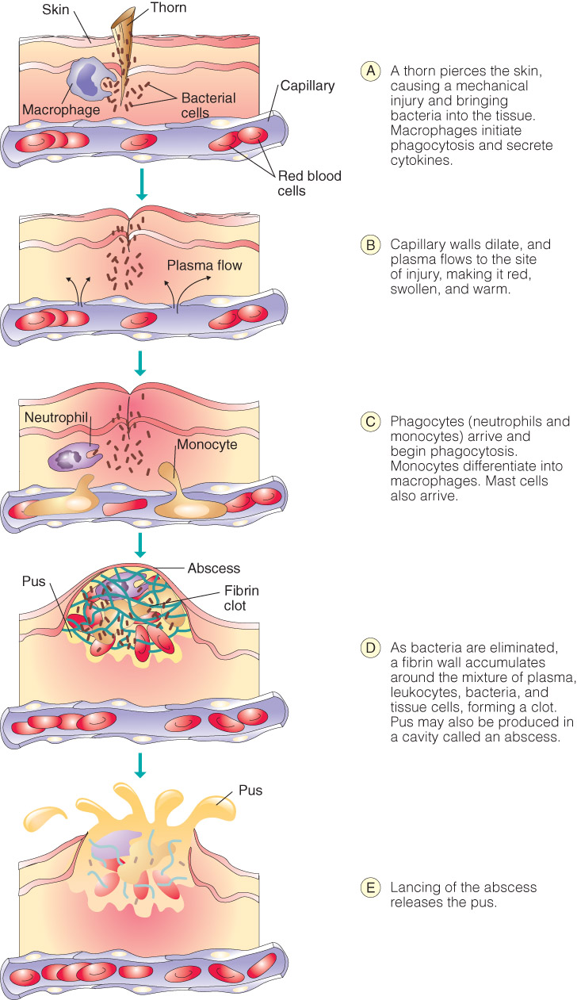 Skin
Thorn
Macrophage
Bacterial
cells
Capillary
Red blood
cells
A
A thorn pierces the skin,
causing a mechanical
injury and bringing
bacteria into the tissue.
Macrophages initiate
phagocytosis and secrete
cytokines.
Plasma flow
B
Capillary walls dilate, and
plasma flows to the site
of injury, making it red,
swollen, and warm.
Neutrophil
Monocyte
C
Phagocytes (neutrophils and
monocytes) arrive and
begin phagocytosis.
Monocytes differentiate into
macrophages. Mast cells
also arrive.
Pus
Abscess
Fibrin
clot
D
As bacteria are eliminated,
a fibrin wall accumulates
around the mixture of plasma,
leukocytes, bacteria, and
tissue cells, forming a clot.
Pus may also be produced in
a cavity called an abscess.
Pus
E
Lancing of the abscess
releases the pus.